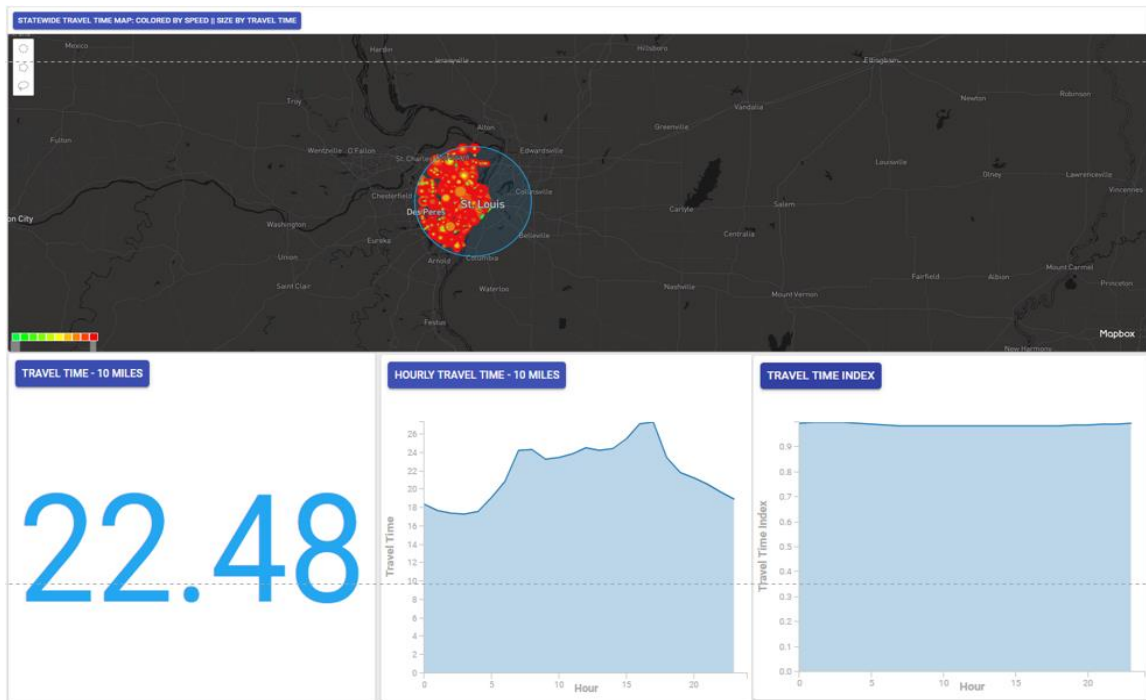 STATEWIDE TRAVEL TIME MAP: COLORED BY SPEED || SIZE BY TRAVEL TIME
Mexico
Hardin
Jerseyville
Hillsboro
Effingham
Troy
Vandalia
Newton
Robinson
Fulton
Alton
Greenville
Wentzville
O'Fallon
Edwardsville
St. Charles
Louisville
Olney
Lawrenceville
Vincennes
Chesterfield
Collinsville
St. Louis
Des Peres
Carlyle
Salem
on City
Washington
Belleville
Centralia
Eureka
Union
Arnold
Columbia
Mount Carmel
Saint Clair
Waterloo
Nashville
Fairfield
Albion
Princeton
Mount Vernon
Festus
New Harmony
Mapbox
TRAVEL TIME - 10 MILES
22.48
HOURLY TRAVEL TIME - 10 MILES
26
24
22
20
18
16
14
12
10
8
6
4
2
0
Travel Time
0 5 10 15 20
Hour
TRAVEL TIME INDEX
0.9
0.8
0.7
0.6
0.5
0.4
0.3
0.2
0.1
0.0
Travel Time Index
0 5 10 15 20
Hour